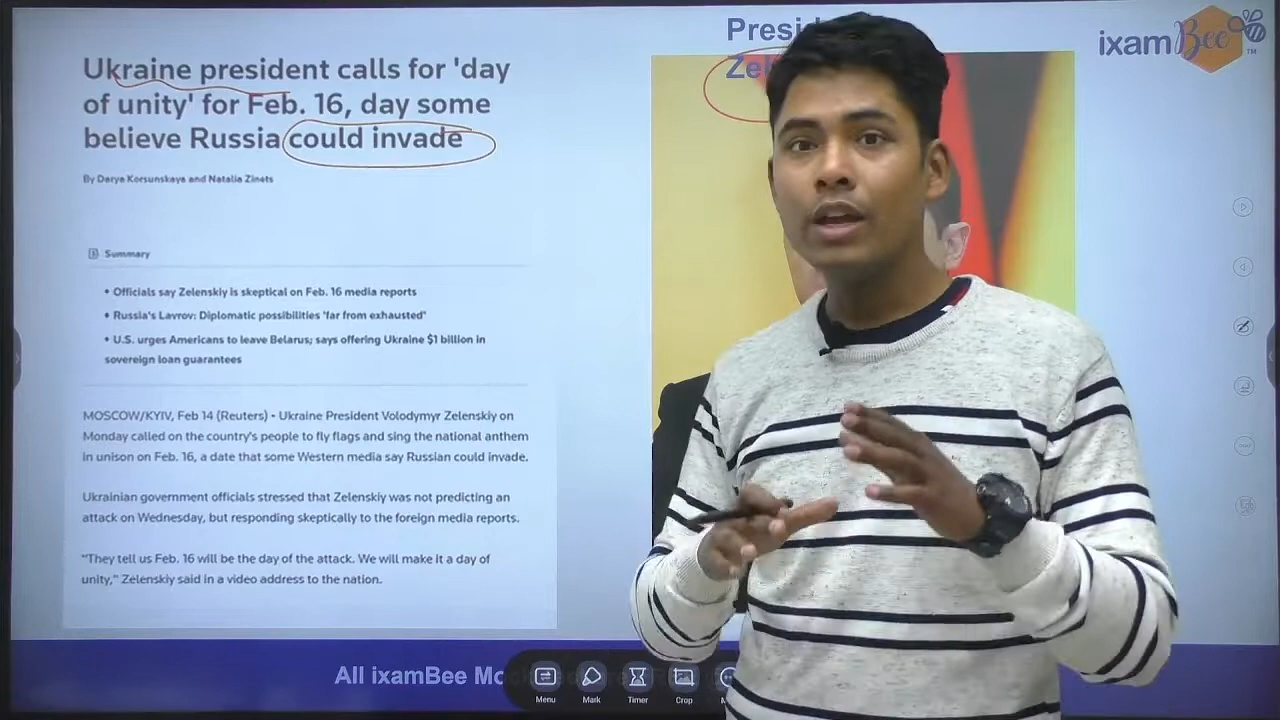 Ukraine president calls for 'day
of unity' for Feb. 16, day some
believe Russia could invade
By Darya Korsunskaya and Natalia Zinets
Summary
• Officials say Zelenskiy is skeptical on Feb. 16 media reports
• Russia's Lavrov: Diplomatic possibilities 'far from exhausted'
• U.S. urges Americans to leave Belarus; says offering Ukraine $1 billion in
sovereign loan guarantees
MOSCOW/KYIV, Feb 14 (Reuters) - Ukraine President Volodymyr Zelenskiy on
Monday called on the country's people to fly flags and sing the national anthem
in unison on Feb. 16, a date that some Western media say Russian could invade.
Ukrainian government officials stressed that Zelenskiy was not predicting an
attack on Wednesday, but responding skeptically to the foreign media reports.
"They tell us Feb. 16 will be the day of the attack. We will make it a day of
unity," Zelenskiy said in a video address to the nation.
ixamBee TM
All ixamBee
Menu Mark Timer Crop